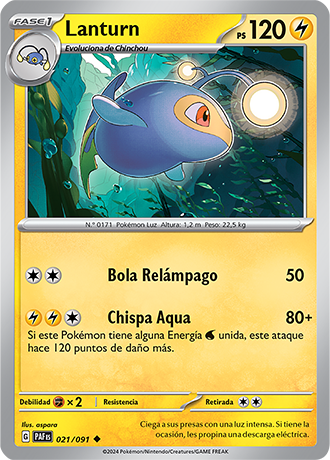 FASE 1
Lanturn
PS 120
Evoluciona de Chinchou
N.º 0171 Pokémon Luz Altura: 1,2 m Peso: 22,5 kg
Bola Relámpago 50
Chispa Aqua 80+
Si este Pokémon tiene alguna Energía unida, este ataque
hace 120 puntos de daño más.
Debilidad ×2 Resistencia Retirada
Ilus. aspara
G PAF ES 021/091
Ciega a sus presas con una luz intensa. Si tiene
la ocasión, les propina una descarga eléctrica.
©2024 Pokémon/Nintendo/Creatures/GAME FREAK